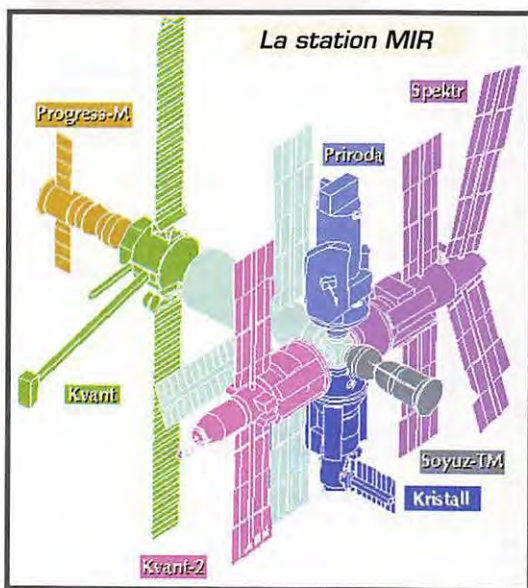 La station MIR
Spektr
Progress-M
Priroda
Kvant
Soyuz-TM
Kristall
Kvant-2